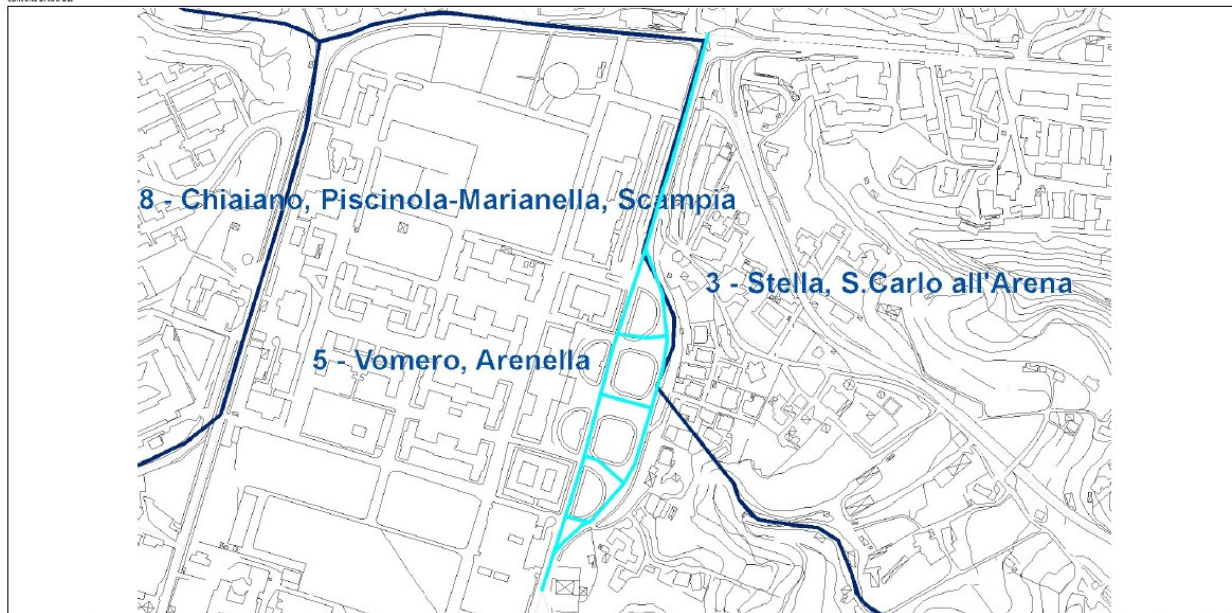 8 - Chiaiano, Piscinola-Marianella, Scampia
3 - Stella, S.Carlo all'Arena
5 - Vomero, Arenella